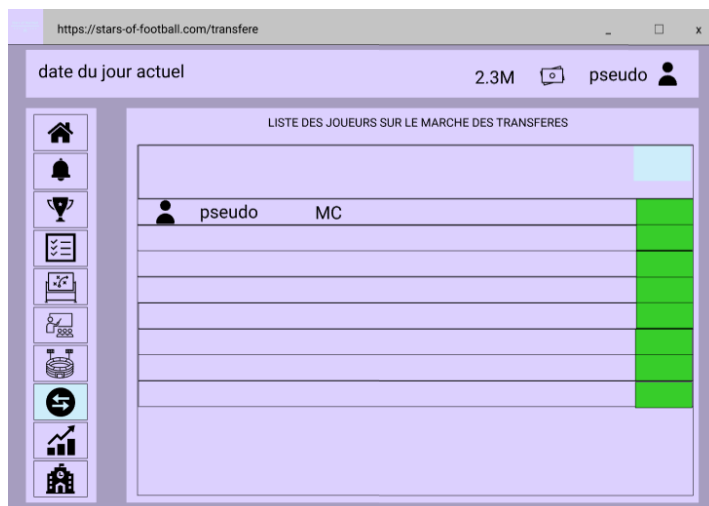 https://stars-of-football.com/transfere
x
date du jour actuel
2.3M
pseudo
LISTE DES JOUEURS SUR LE MARCHE DES TRANSFERES
pseudo MC